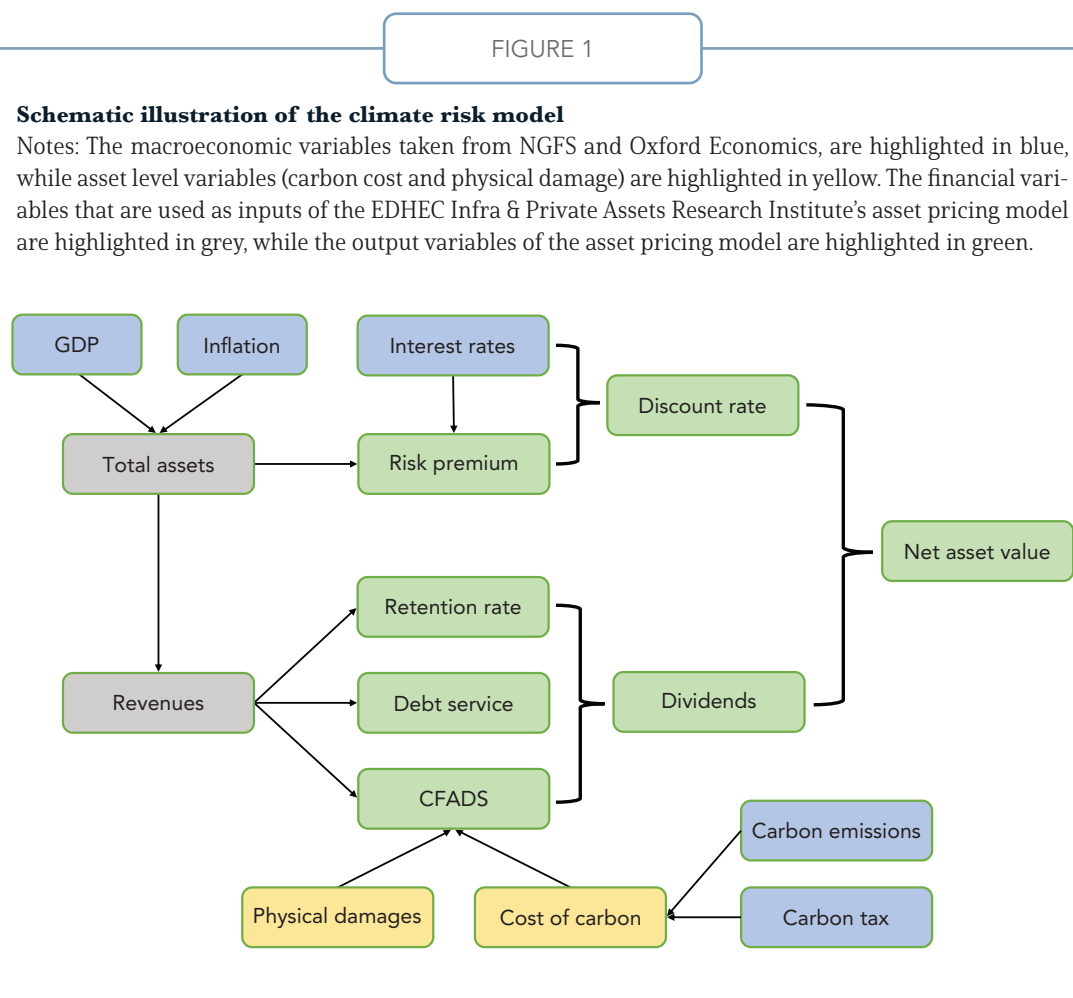 FIGURE 1
Schematic illustration of the climate risk model
Notes: The macroeconomic variables taken from NGFS and Oxford Economics, are highlighted in blue,
while asset level variables (carbon cost and physical damage) are highlighted in yellow. The financial vari-
ables that are used as inputs of the EDHEC Infra & Private Assets Research Institute’s asset pricing model
are highlighted in grey, while the output variables of the asset pricing model are highlighted in green.
GDP
Inflation
Interest rates
Discount rate
Total assets
Risk premium
Net asset value
Retention rate
Revenues
Debt service
Dividends
CFADS
Carbon emissions
Physical damages
Cost of carbon
Carbon tax